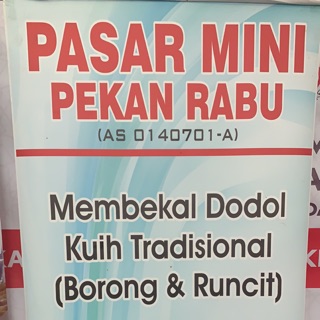 PASAR MINI
PEKAN RABU
(AS 0140701-A)
Membekal Dodol
Kuih Tradisional
(Borong & Runcit)